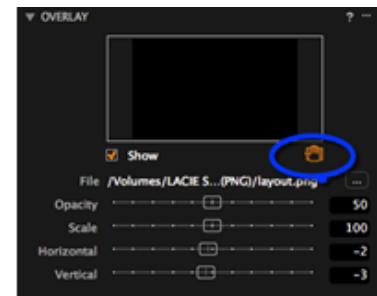 OVERLAY ? ...
Show
File /Volumes/LACIE S...(PNG)/layout.png ...
Opacity 50
Scale 100
Horizontal -2
Vertical -3